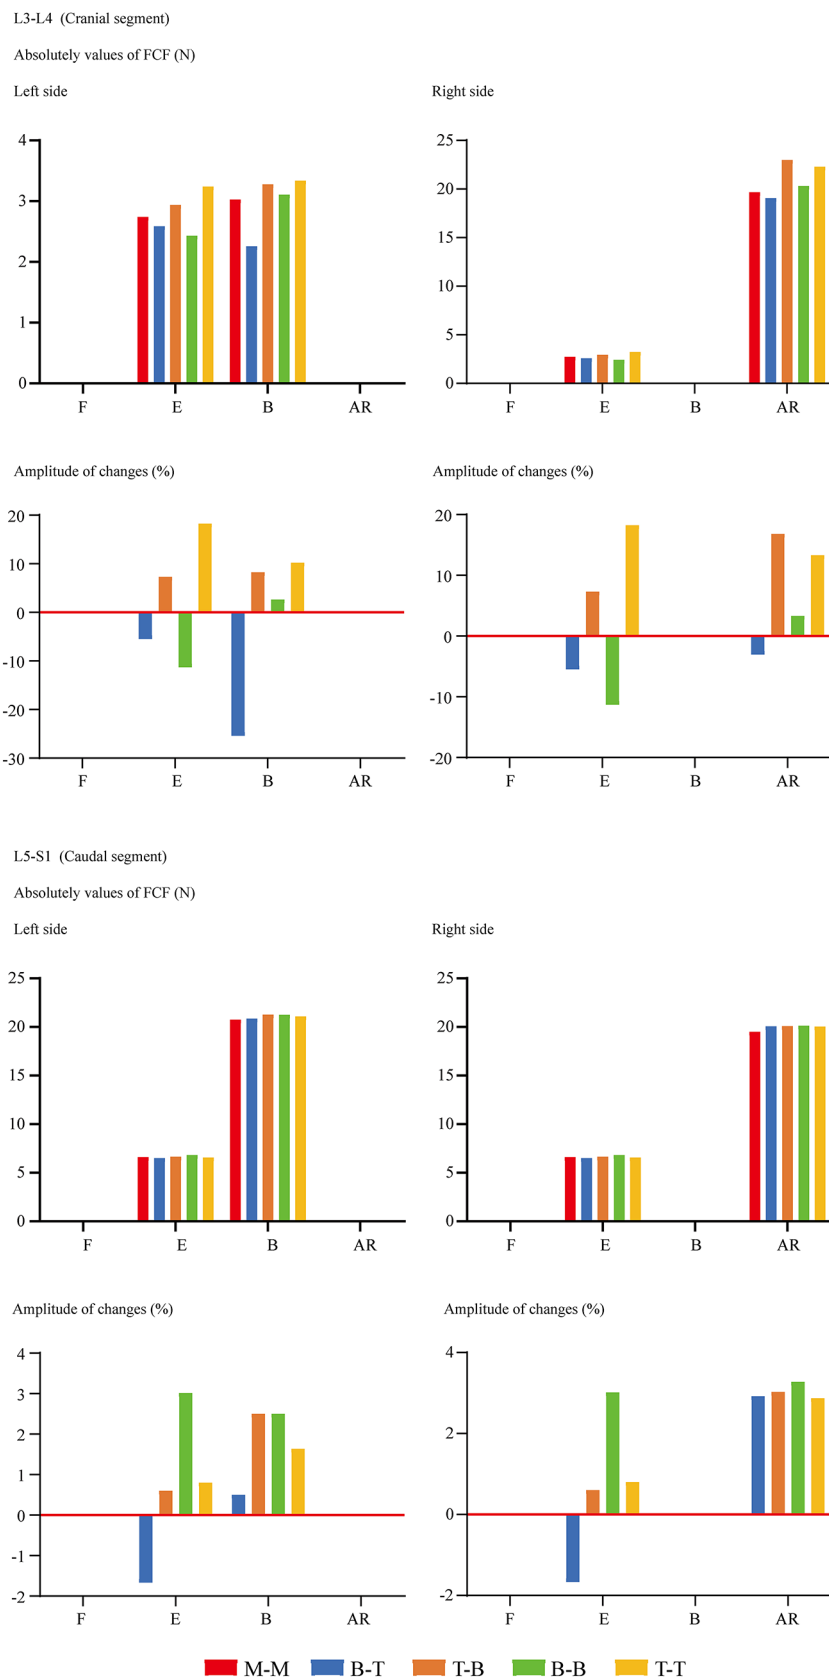 L3-L4 (Cranial segment)
Absolutely values of FCF (N)
Left side
Right side
4
3
2
1
0
F E B AR
25
20
15
10
5
0
F E B AR
Amplitude of changes (%)
Amplitude of changes (%)
20
10
0
-10
-20
-30
F E B AR
20
10
0
-10
-20
F E B AR
L5-S1 (Caudal segment)
Absolutely values of FCF (N)
Left side
Right side
25
20
15
10
5
0
F E B AR
25
20
15
10
5
0
F E B AR
Amplitude of changes (%)
Amplitude of changes (%)
4
3
2
1
0
-1
-2
F E B AR
4
2
0
-2
F E B AR
M-M B-T T-B B-B T-T